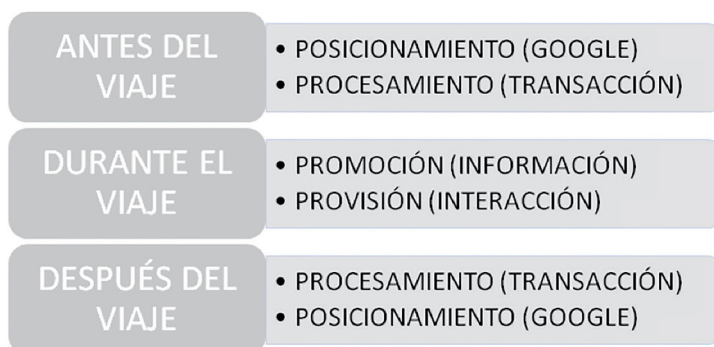 ANTES DEL
VIAJE
• POSICIONAMIENTO (GOOGLE)
• PROCESAMIENTO (TRANSACCIÓN)
DURANTE EL
VIAJE
• PROMOCIÓN (INFORMACIÓN)
• PROVISIÓN (INTERACCIÓN)
DESPUÉS DEL
VIAJE
• PROCESAMIENTO (TRANSACCIÓN)
• POSICIONAMIENTO (GOOGLE)